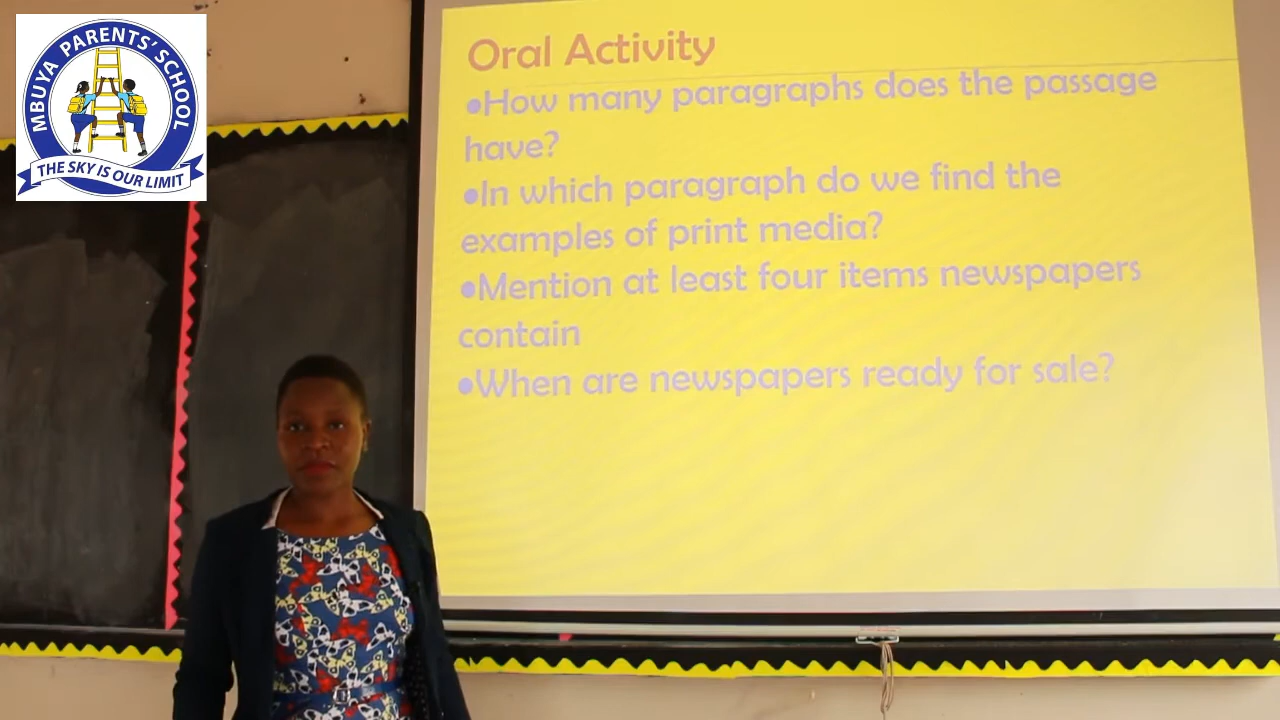 MBUYA PARENTS' SCHOOL
THE SKY IS OUR LIMIT
Oral Activity
•How many paragraphs does the passage
have?
•In which paragraph do we find the
examples of print media?
•Mention at least four items newspapers
contain
•When are newspapers ready for sale?